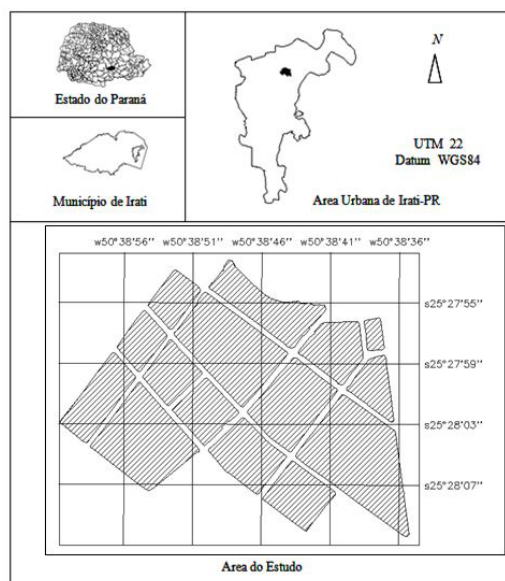 Estado do Paraná
Município de Irati
N
UTM 22
Datum WGS84
Area Urbana de Irati-PR
w50°38'56'' w50°38'51'' w50°38'46'' w50°38'41'' w50°38'36''
s25°27'55''
s25°27'59''
s25°28'03''
s25°28'07''
Area do Estudo